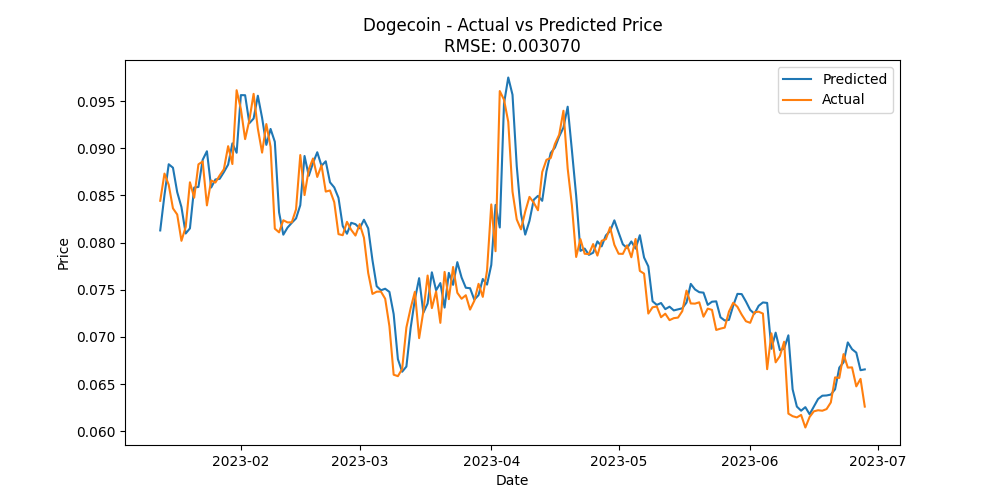 Dogecoin - Actual vs Predicted Price
RMSE: 0.003070
Predicted
Actual
Price
0.095
0.090
0.085
0.080
0.075
0.070
0.065
0.060
2023-02
2023-03
2023-04
2023-05
2023-06
2023-07
Date